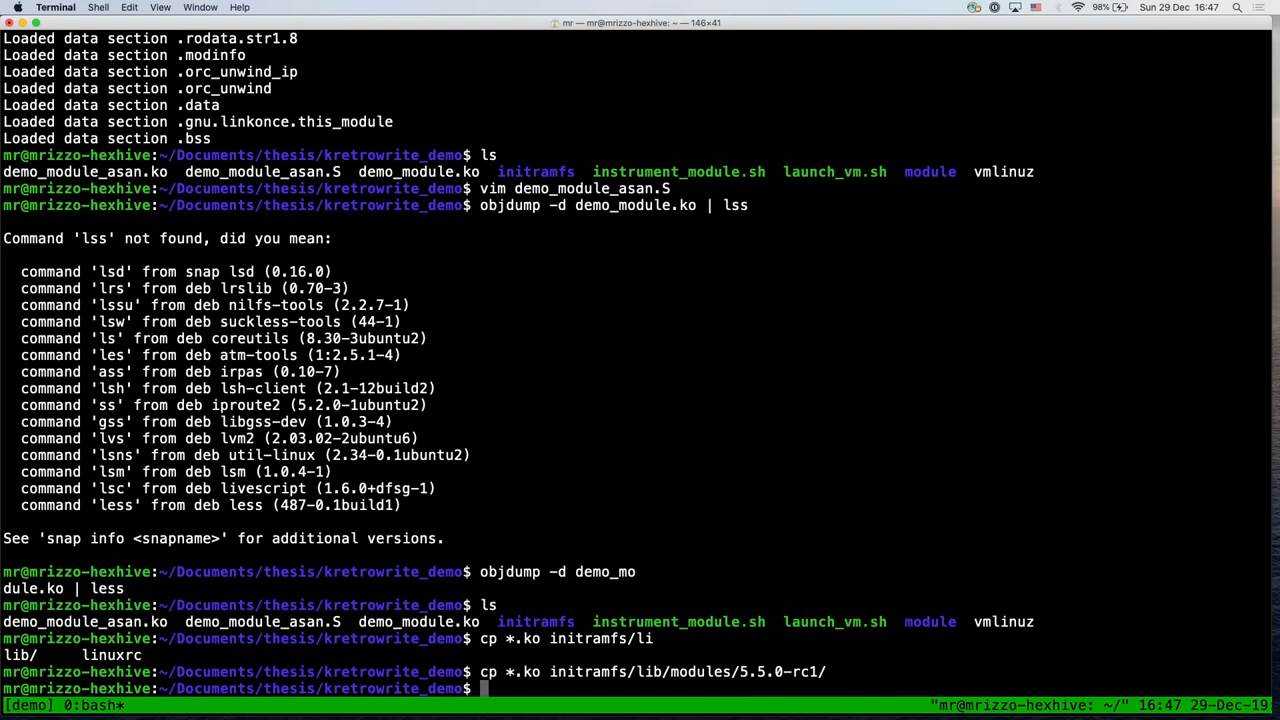 Terminal Shell Edit View Window Help 98% Sun 29 Dec 16:47
mr — mr@mrizzo-hexhive: ~ — 146×41
Loaded data section .rodata.str1.8
Loaded data section .modinfo
Loaded data section .orc_unwind_ip
Loaded data section .orc_unwind
Loaded data section .data
Loaded data section .gnu.linkonce.this_module
Loaded data section .bss
mr@mrizzo-hexhive:~/Documents/thesis/kretrowrite_demo$ ls
demo_module_asan.ko demo_module_asan.S demo_module.ko initramfs instrument_module.sh launch_vm.sh module vmlinuz
mr@mrizzo-hexhive:~/Documents/thesis/kretrowrite_demo$ vim demo_module_asan.S
mr@mrizzo-hexhive:~/Documents/thesis/kretrowrite_demo$ objdump -d demo_module.ko | lss
Command 'lss' not found, did you mean:
command 'lsd' from snap lsd (0.16.0)
command 'lrs' from deb lrslib (0.70-3)
command 'lssu' from deb nilfs-tools (2.2.7-1)
command 'lsw' from deb suckless-tools (44-1)
command 'ls' from deb coreutils (8.30-3ubuntu2)
command 'les' from deb atm-tools (1:2.5.1-4)
command 'ass' from deb irpas (0.10-7)
command 'lsh' from deb lsh-client (2.1-12build2)
command 'ss' from deb iproute2 (5.2.0-1ubuntu2)
command 'gss' from deb libgss-dev (1.0.3-4)
command 'lvs' from deb lvm2 (2.03.02-2ubuntu6)
command 'lsns' from deb util-linux (2.34-0.1ubuntu2)
command 'lsm' from deb lsm (1.0.4-1)
command 'lsc' from deb livescript (1.6.0+dfsg-1)
command 'less' from deb less (487-0.1build1)
See 'snap info <snapname>' for additional versions.
mr@mrizzo-hexhive:~/Documents/thesis/kretrowrite_demo$ objdump -d demo_mo
dule.ko | less
mr@mrizzo-hexhive:~/Documents/thesis/kretrowrite_demo$ ls
demo_module_asan.ko demo_module_asan.S demo_module.ko initramfs instrument_module.sh launch_vm.sh module vmlinuz
mr@mrizzo-hexhive:~/Documents/thesis/kretrowrite_demo$ cp *.ko initramfs/li
lib/ linuxrc
mr@mrizzo-hexhive:~/Documents/thesis/kretrowrite_demo$ cp *.ko initramfs/lib/modules/5.5.0-rc1/
mr@mrizzo-hexhive:~/Documents/thesis/kretrowrite_demo$
[demo] 0:bash* "mr@mrizzo-hexhive: ~/" 16:47 29-Dec-19